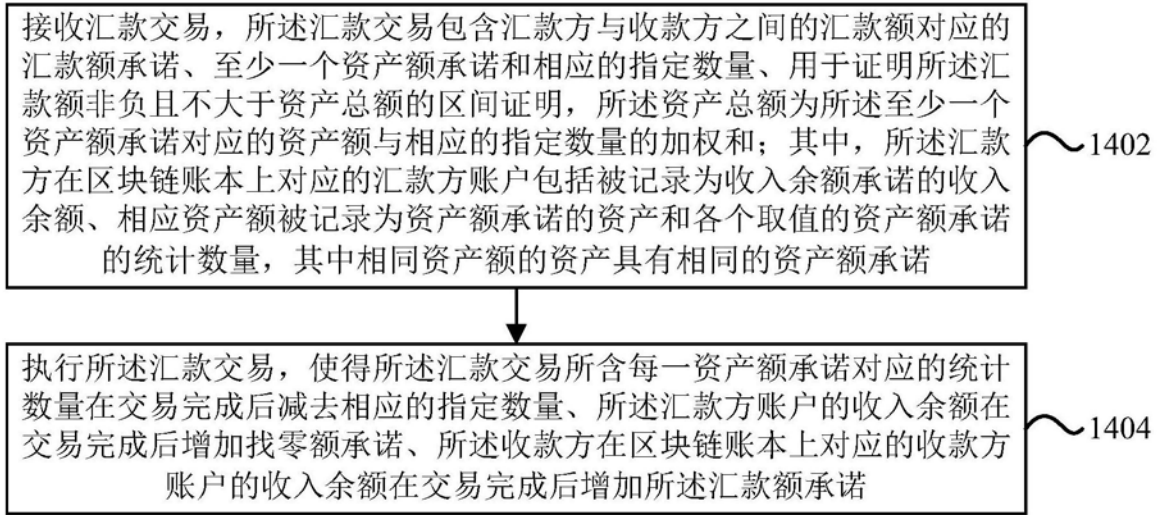 接收汇款交易，所述汇款交易包含汇款方与收款方之间的汇款额对应的
汇款额承诺、至少一个资产额承诺和相应的指定数量、用于证明所述汇
款额非负且不大于资产总额的区间证明，所述资产总额为所述至少一个
资产额承诺对应的资产额与相应的指定数量的加权和；其中，所述汇款
方在区块链账本上对应的汇款方账户包括被记录为收入余额承诺的收入
余额、相应资产额被记录为资产额承诺的资产和各个取值的资产额承诺
的统计数量，其中相同资产额的资产具有相同的资产额承诺
1402
执行所述汇款交易，使得所述汇款交易所含每一资产额承诺对应的统计
数量在交易完成后减去相应的指定数量、所述汇款方账户的收入余额在
交易完成后增加找零额承诺、所述收款方在区块链账本上对应的收款方
账户的收入余额在交易完成后增加所述汇款额承诺
1404